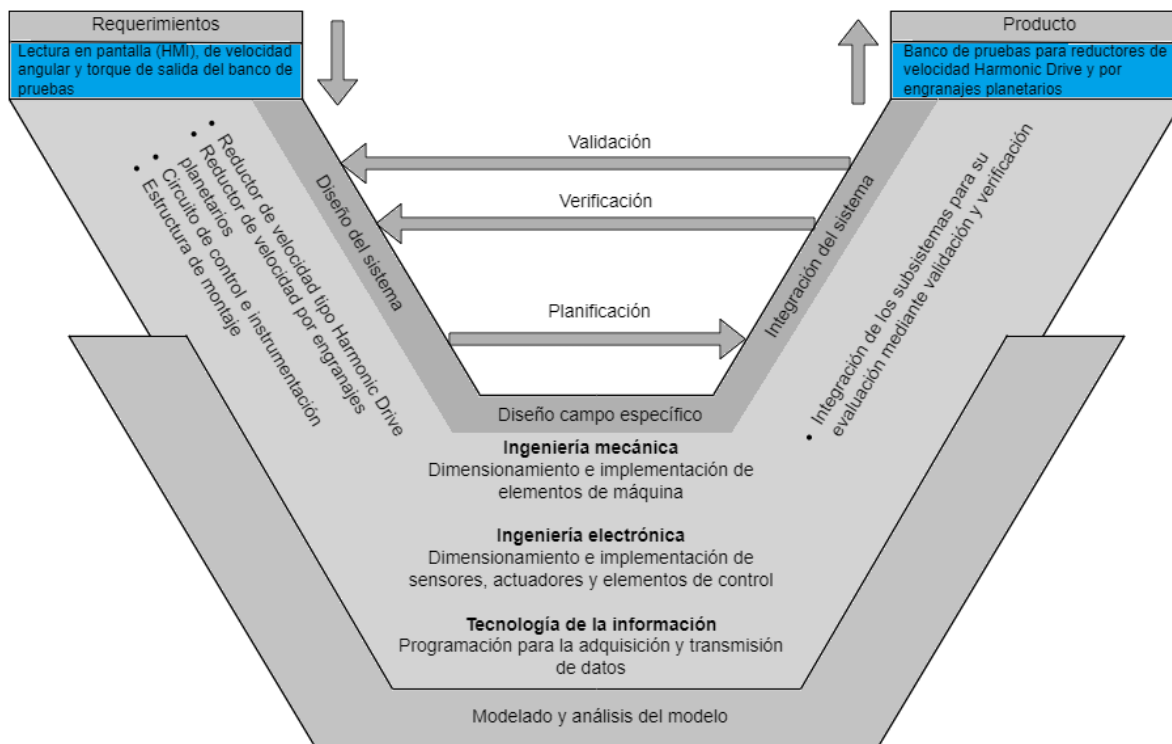 Requerimientos
Lectura en pantalla (HMI), de velocidad
angular y torque de salida del banco de
pruebas
Producto
Banco de pruebas para reductores de
velocidad Harmonic Drive y por
engranajes planetarios
Validación
Verificación
Planificación
• Reductor de velocidad tipo Harmonic Drive
• Reductor de velocidad por engranajes
planetarios
• Circuito de control e instrumentación
• Estructura de montaje
Diseño del sistema
Integración del sistema
• Integración de los subsistemas para su
evaluación mediante validación y verificación
Diseño campo específico
Ingeniería mecánica
Dimensionamiento e implementación de
elementos de máquina
Ingeniería electrónica
Dimensionamiento e implementación de
sensores, actuadores y elementos de control
Tecnología de la información
Programación para la adquisición y transmisión
de datos
Modelado y análisis del modelo